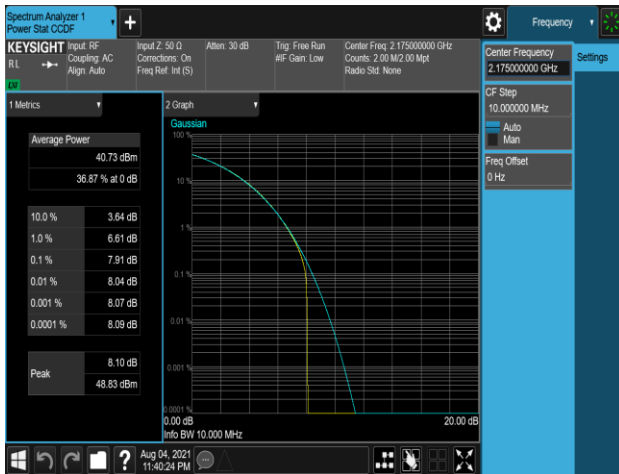 Spectrum Analyzer 1
Power Stat CCDF
+
Frequency
KEYSIGHT
Input: RF
Input Z: 50 Ω
Atten: 30 dB
Trig: Free Run
Center Freq: 2.175000000 GHz
RL
Coupling: AC
Corrections: On
#IF Gain: Low
Counts: 2.00 M/2.00 Mpt
Align: Auto
Freq Ref: Int (S)
Radio Std: None
LXI
Center Frequency
2.175000000 GHz
Settings
CF Step
10.000000 MHz
Auto
Man
Freq Offset
0 Hz
1 Metrics
Average Power
40.73 dBm
36.87 % at 0 dB
10.0 % 3.64 dB
1.0 % 6.61 dB
0.1 % 7.91 dB
0.01 % 8.04 dB
0.001 % 8.07 dB
0.0001 % 8.09 dB
Peak
8.10 dB
48.83 dBm
2 Graph
Gaussian
100 %
10 %
1 %
0.1 %
0.01 %
0.001 %
0.0001 %
0.00 dB 20.00 dB
Info BW 10.000 MHz
?
Aug 04, 2021
11:40:24 PM